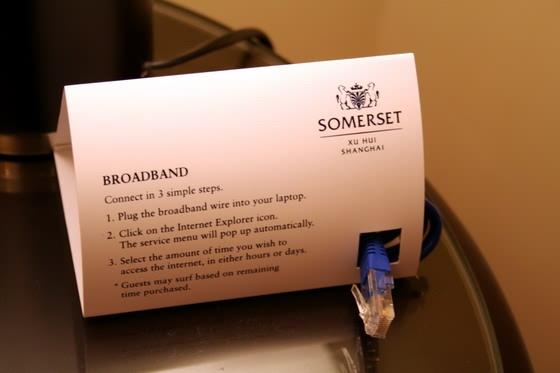 SOMERSET
XU HUI
SHANGHAI
BROADBAND
Connect in 3 simple steps.
1. Plug the broadband wire into your laptop.
2. Click on the Internet Explorer icon.
The service menu will pop up automatically.
3. Select the amount of time you wish to
access the internet, in either hours or days.
* Guests may surf based on remaining
time purchased.